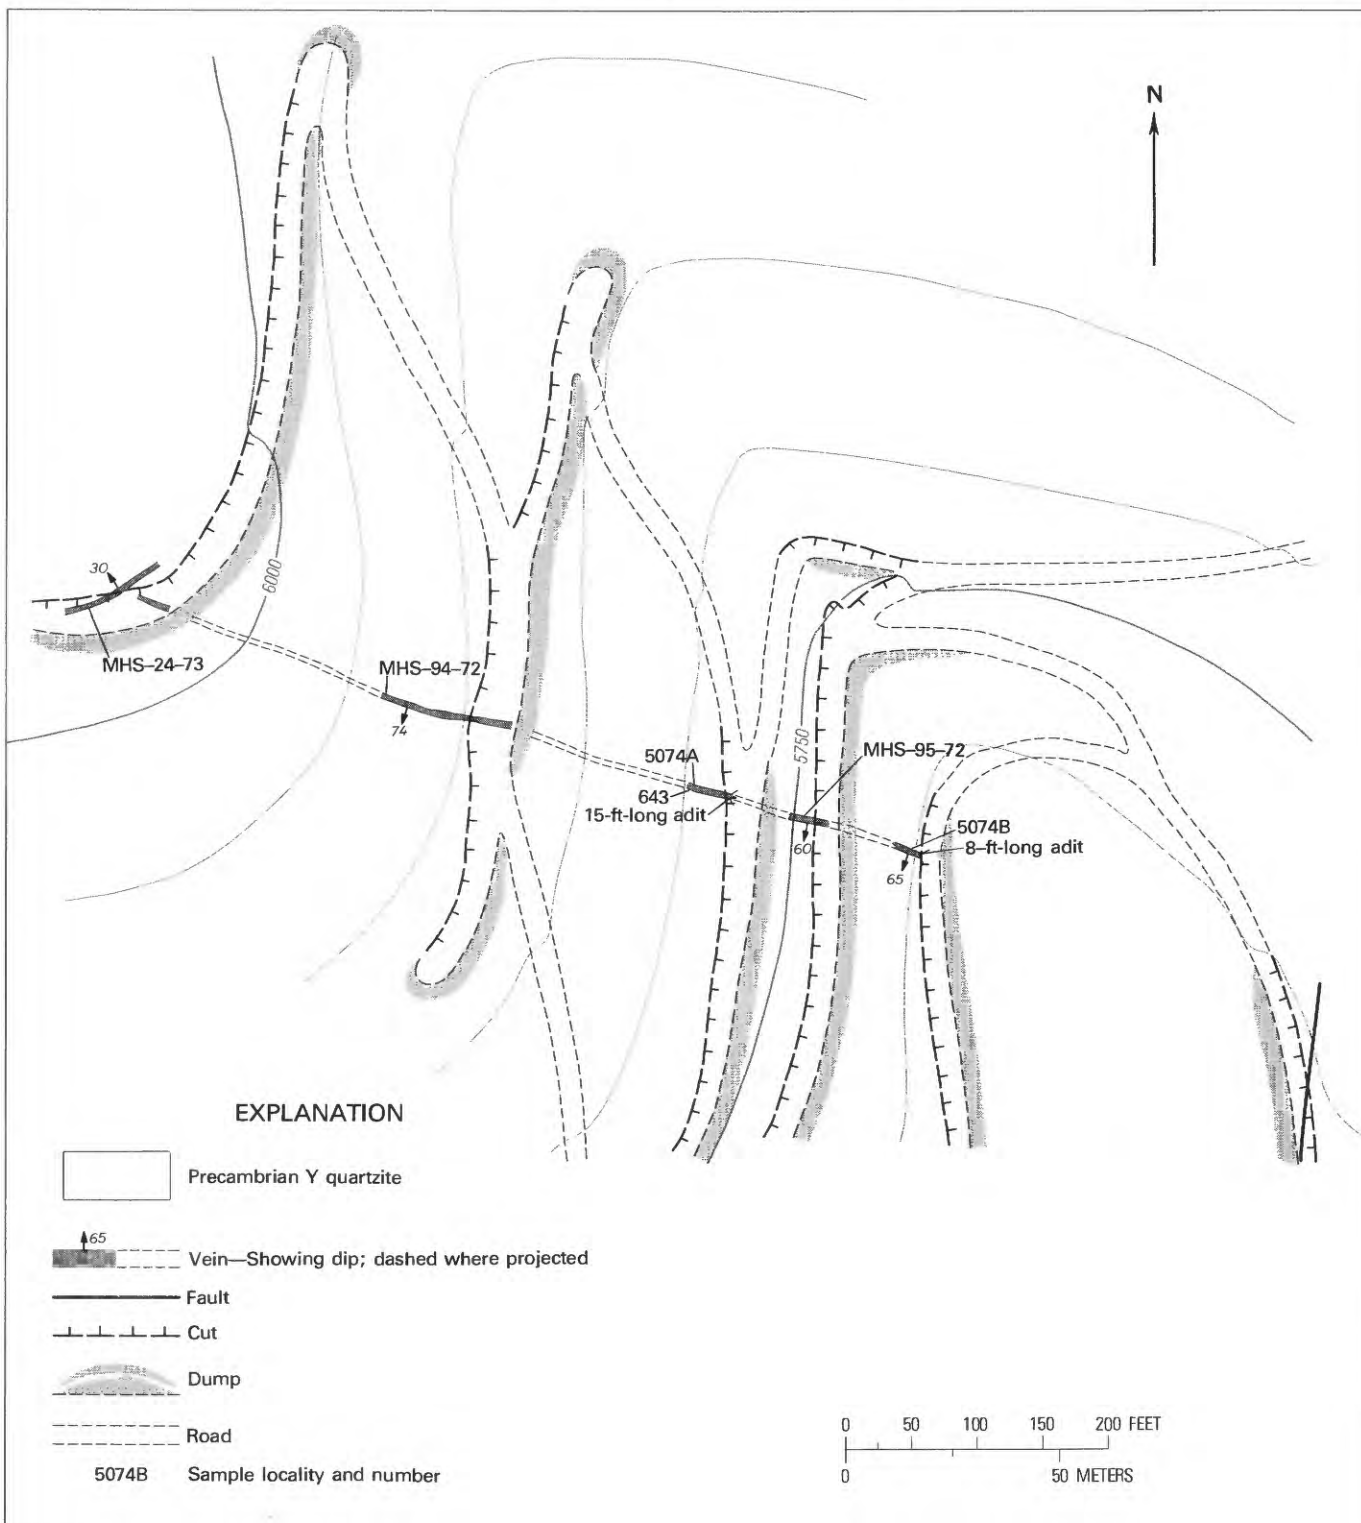 N
30
6000
MHS–24–73
MHS–94–72
74
5750
MHS–95–72
5074A
643
15-ft-long adit
60
5074B
8–ft–long adit
65
EXPLANATION
Precambrian Y quartzite
65
Vein—Showing dip; dashed where projected
Fault
Cut
Dump
Road
5074B Sample locality and number
0 50 100 150 200 FEET
0 50 METERS